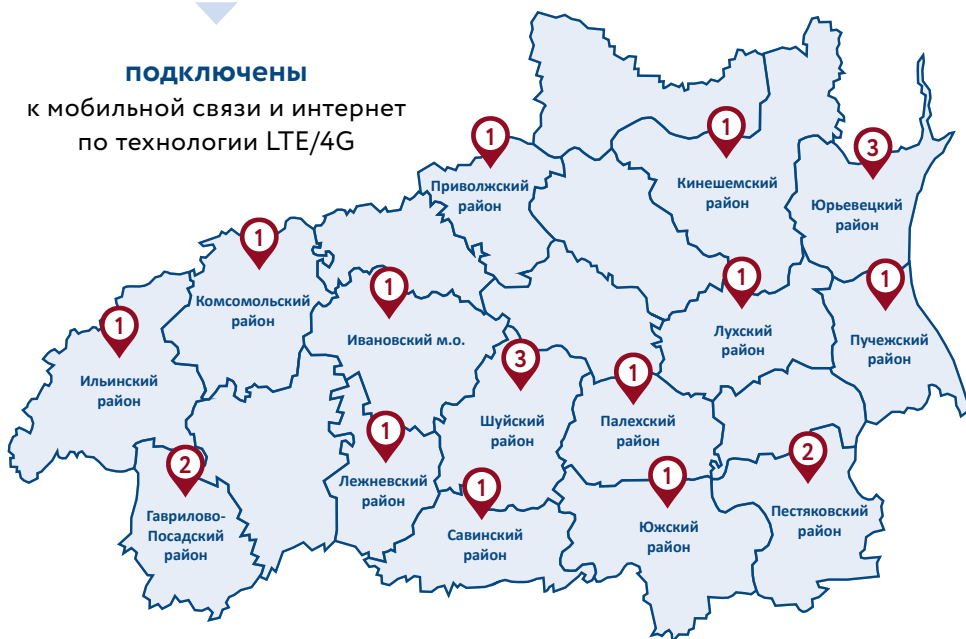 подключены
к мобильной связи и интернет
по технологии LTE/4G
1
Приволжский
район
1
Кинешемский
район
3
Юрьевецкий
район
1
Комсомольский
район
1
Ивановский м.о.
1
Лухский
район
1
Пучежский
район
1
Ильинский
район
3
Шуйский
район
1
Палехский
район
2
Гаврилово-
Посадский
район
1
Лежневский
район
1
Савинский
район
1
Южский
район
2
Пестяковский
район